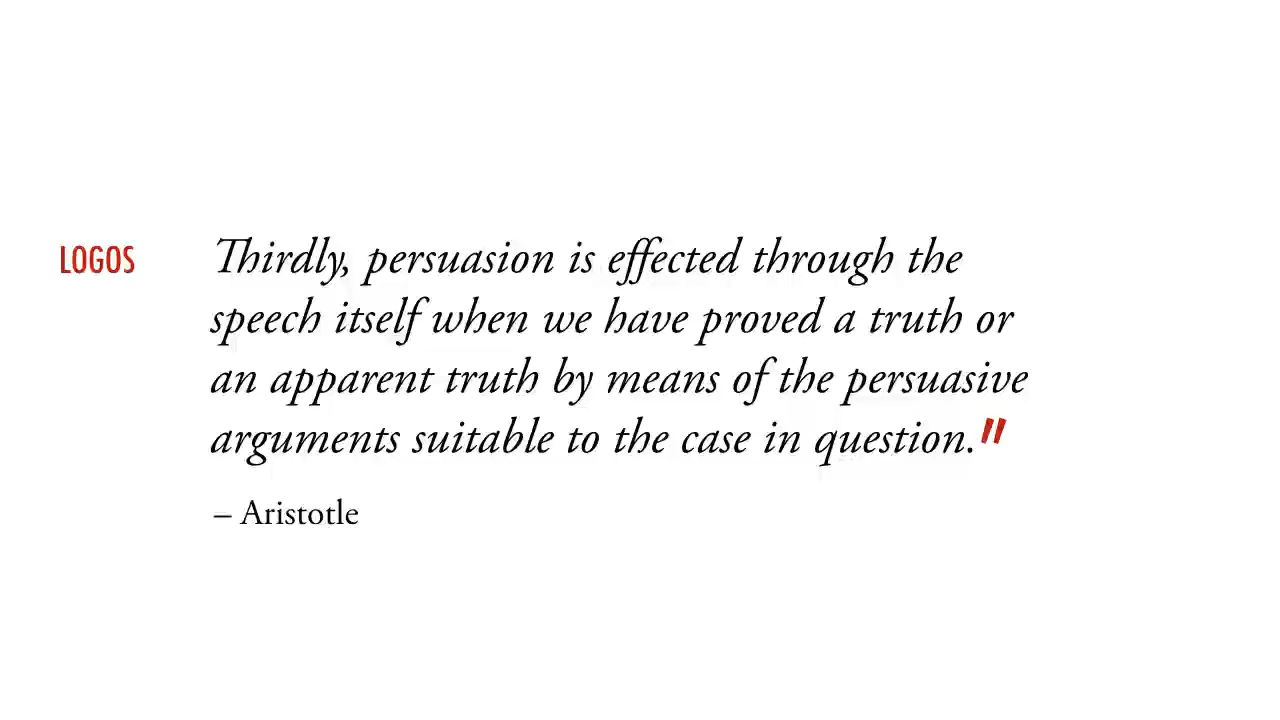 LOGOS
Thirdly, persuasion is effected through the
speech itself when we have proved a truth or
an apparent truth by means of the persuasive
arguments suitable to the case in question."
– Aristotle